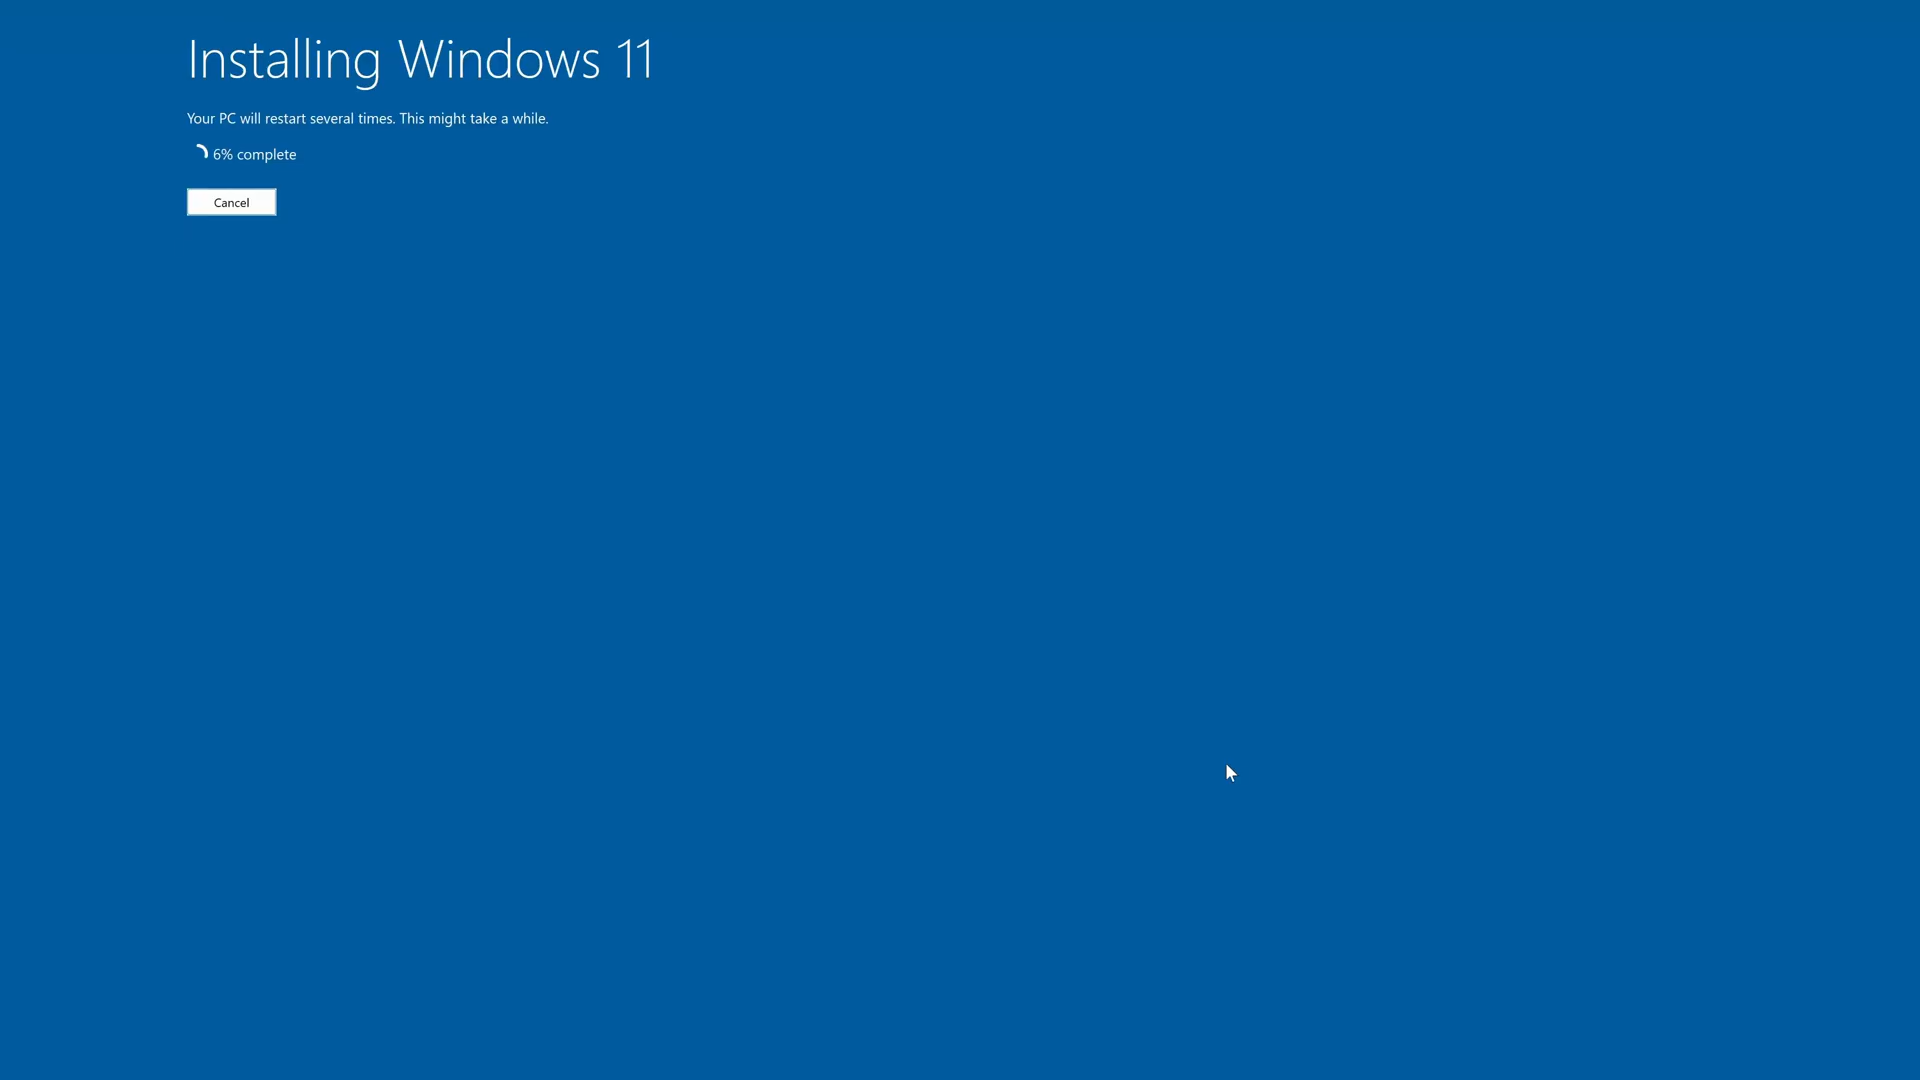 Installing Windows 11
Your PC will restart several times. This might take a while.
6% complete
Cancel